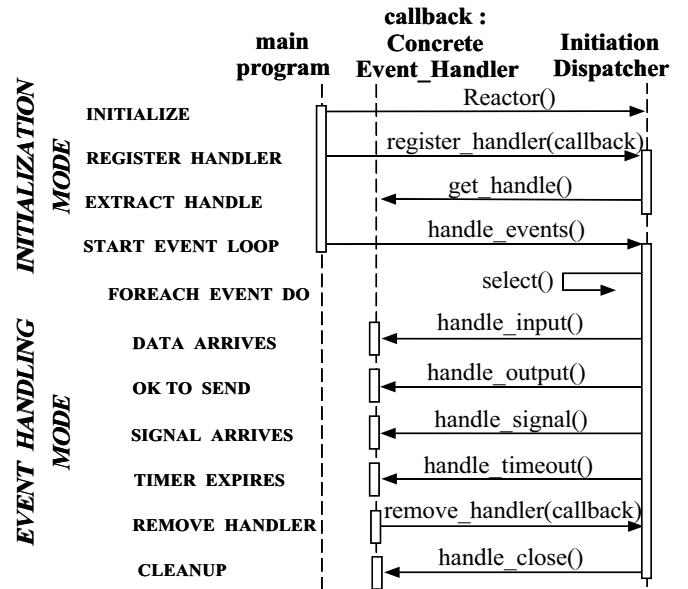 callback :
main Concrete Initiation
program Event_Handler Dispatcher
INITIALIZATION
MODE
INITIALIZE Reactor()
REGISTER HANDLER register_handler(callback)
EXTRACT HANDLE get_handle()
START EVENT LOOP handle_events()
FOREACH EVENT DO select()
EVENT HANDLING
MODE
DATA ARRIVES handle_input()
OK TO SEND handle_output()
SIGNAL ARRIVES handle_signal()
TIMER EXPIRES handle_timeout()
REMOVE HANDLER remove_handler(callback)
CLEANUP handle_close()